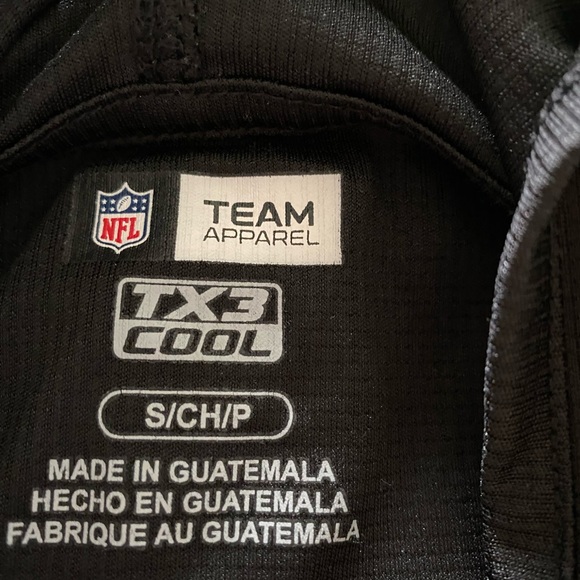 NFL
TEAM
APPAREL
TX3
COOL
S/CH/P
MADE IN GUATEMALA
HECHO EN GUATEMALA
FABRIQUE AU GUATEMALA